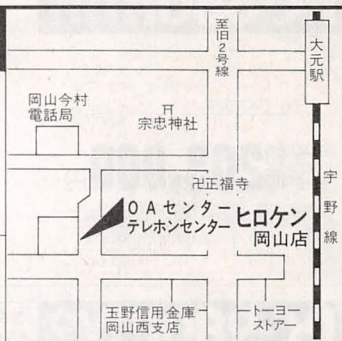 至旧2号線
大元駅
岡山今村
電話局
宗忠神社
卍正福寺
宇野線
OAセンター
テレホンセンター
ヒロケン
岡山店
玉野信用金庫
岡山西支店
トーヨー
ストアー